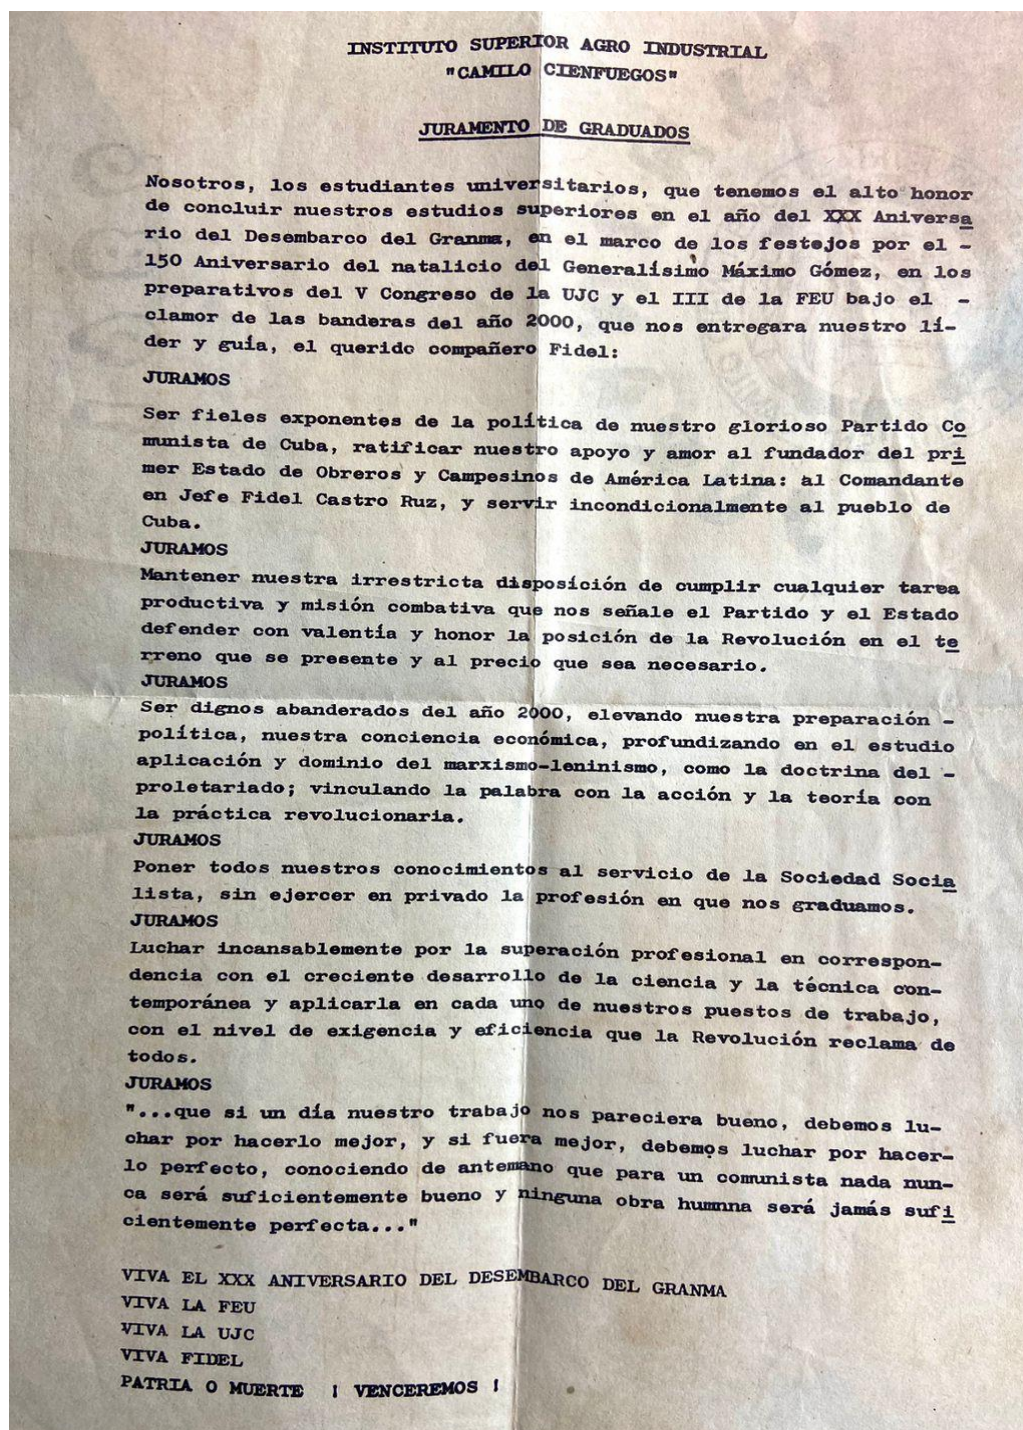 INSTITUTO SUPERIOR AGRO INDUSTRIAL
"CAMILO CIENFUEGOS"
JURAMENTO DE GRADUADOS
Nosotros, los estudiantes universitarios, que tenemos el alto honor
de concluir nuestros estudios superiores en el año del XXX Aniversa
rio del Desembarco del Granma, en el marco de los festejos por el -
150 Aniversario del natalicio del Generalísimo Máximo Gómez, en los
preparativos del V Congreso de la UJC y el III de la FEU bajo el -
clamor de las banderas del año 2000, que nos entregara nuestro lí-
der y guía, el querido compañero Fidel:
JURAMOS
Ser fieles exponentes de la política de nuestro glorioso Partido Co
munista de Cuba, ratificar nuestro apoyo y amor al fundador del pri
mer Estado de Obreros y Campesinos de América Latina: al Comandante
en Jefe Fidel Castro Ruz, y servir incondicionalmente al pueblo de
Cuba.
JURAMOS
Mantener nuestra irrestricta disposición de cumplir cualquier tarea
productiva y misión combativa que nos señale el Partido y el Estado
defender con valentía y honor la posición de la Revolución en el te
rreno que se presente y al precio que sea necesario.
JURAMOS
Ser dignos abanderados del año 2000, elevando nuestra preparación -
política, nuestra conciencia económica, profundizando en el estudio
aplicación y dominio del marxismo-leninismo, como la doctrina del -
proletariado; vinculando la palabra con la acción y la teoría con
la práctica revolucionaria.
JURAMOS
Poner todos nuestros conocimientos al servicio de la Sociedad Socia
lista, sin ejercer en privado la profesión en que nos graduamos.
JURAMOS
Luchar incansablemente por la superación profesional en correspon-
dencia con el creciente desarrollo de la ciencia y la técnica con-
temporánea y aplicarla en cada uno de nuestros puestos de trabajo,
con el nivel de exigencia y eficiencia que la Revolución reclama de
todos.
JURAMOS
"...que si un día nuestro trabajo nos pareciera bueno, debemos lu-
char por hacerlo mejor, y si fuera mejor, debemos luchar por hacer-
lo perfecto, conociendo de antemano que para un comunista nada nun-
ca será suficientemente bueno y ninguna obra humnna será jamás sufi
cientemente perfecta..."
VIVA EL XXX ANIVERSARIO DEL DESEMBARCO DEL GRANMA
VIVA LA FEU
VIVA LA UJC
VIVA FIDEL
PATRIA O MUERTE ¡ VENCEREMOS !